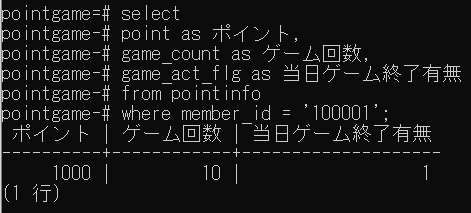 pointgame=# select
pointgame-# point as ポイント,
pointgame-# game_count as ゲーム回数,
pointgame-# game_act_flg as 当日ゲーム終了有無
pointgame-# from pointinfo
pointgame-# where member_id = '100001';
 ポイント | ゲーム回数 | 当日ゲーム終了有無
----------+------------+--------------------
     1000 |         10 |                  1
(1 行)